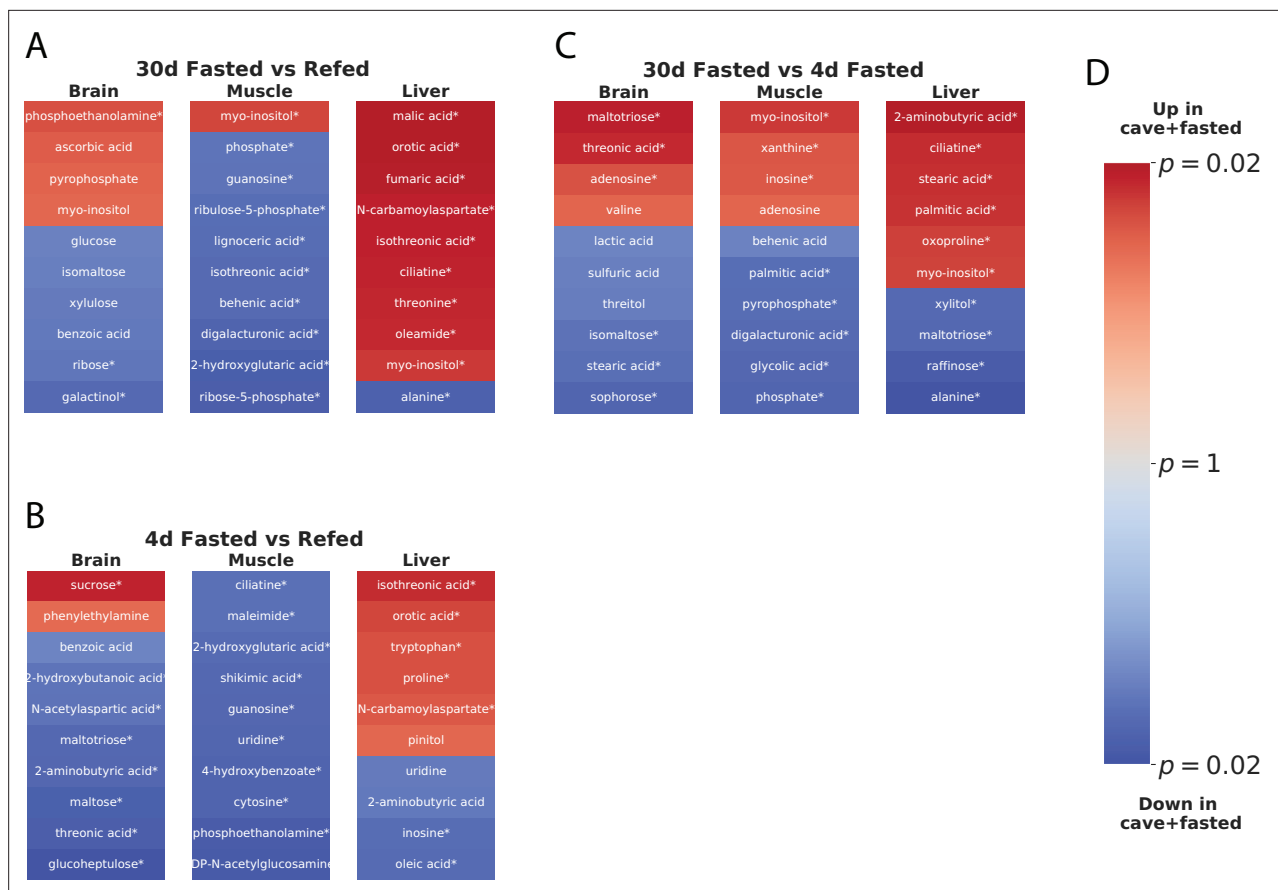 A
30d Fasted vs Refed
Brain
phosphoethanolamine*
ascorbic acid
pyrophosphate
myo-inositol
glucose
isomaltose
xylulose
benzoic acid
ribose*
galactinol*
Muscle
myo-inositol*
phosphate*
guanosine*
ribulose-5-phosphate*
lignoceric acid*
isothreonic acid*
behenic acid*
digalacturonic acid*
2-hydroxyglutaric acid*
ribose-5-phosphate*
Liver
malic acid*
orotic acid*
fumaric acid*
N-carbamoylaspartate*
isothreonic acid*
ciliatine*
threonine*
oleamide*
myo-inositol*
alanine*
B
4d Fasted vs Refed
Brain
sucrose*
phenylethylamine
benzoic acid
2-hydroxybutanoic acid*
N-acetylaspartic acid*
maltotriose*
2-aminobutyric acid*
maltose*
threonic acid*
glucoheptulose*
Muscle
ciliatine*
maleimide*
2-hydroxyglutaric acid*
shikimic acid*
guanosine*
uridine*
4-hydroxybenzoate*
cytosine*
phosphoethanolamine*
DP-N-acetylglucosamine
Liver
isothreonic acid*
orotic acid*
tryptophan*
proline*
N-carbamoylaspartate*
pinitol
uridine
2-aminobutyric acid
inosine*
oleic acid*
C
30d Fasted vs 4d Fasted
Brain
maltotriose*
threonic acid*
adenosine*
valine
lactic acid
sulfuric acid
threitol
isomaltose*
stearic acid*
sophorose*
Muscle
myo-inositol*
xanthine*
inosine*
adenosine
behenic acid
palmitic acid*
pyrophosphate*
digalacturonic acid*
glycolic acid*
phosphate*
Liver
2-aminobutyric acid*
ciliatine*
stearic acid*
palmitic acid*
oxoproline*
myo-inositol*
xylitol*
maltotriose*
raffinose*
alanine*
D
Up in
cave+fasted
p = 0.02
p = 1
p = 0.02
Down in
cave+fasted